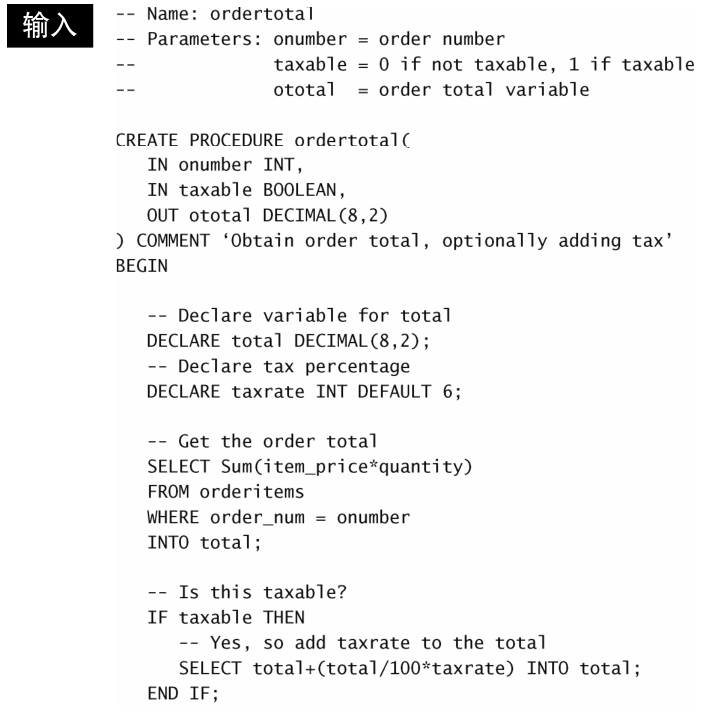 输入
-- Name: ordertotal
-- Parameters: onumber = order number
--             taxable = 0 if not taxable, 1 if taxable
--             ototal  = order total variable
CREATE PROCEDURE ordertotal(
   IN onumber INT,
   IN taxable BOOLEAN,
   OUT ototal DECIMAL(8,2)
) COMMENT ‘Obtain order total, optionally adding tax’
BEGIN
   -- Declare variable for total
   DECLARE total DECIMAL(8,2);
   -- Declare tax percentage
   DECLARE taxrate INT DEFAULT 6;
   -- Get the order total
   SELECT Sum(item_price*quantity)
   FROM orderitems
   WHERE order_num = onumber
   INTO total;
   -- Is this taxable?
   IF taxable THEN
      -- Yes, so add taxrate to the total
      SELECT total+(total/100*taxrate) INTO total;
   END IF;